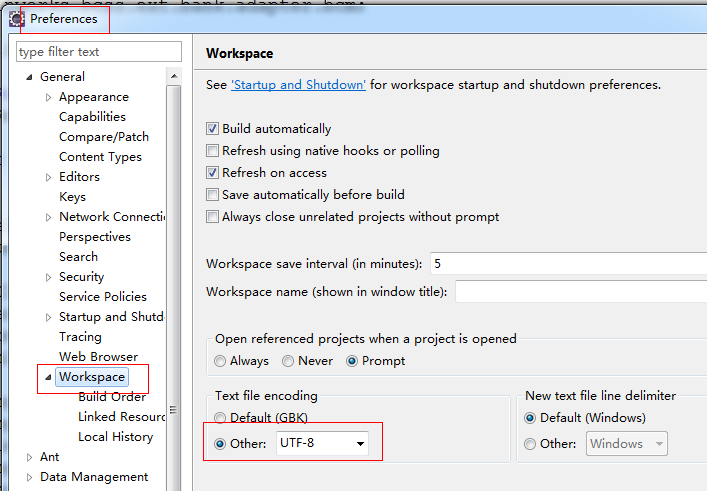 Preferences
type filter text
General
Appearance
Capabilities
Compare/Patch
Content Types
Editors
Keys
Network Connecti
Perspectives
Search
Security
Service Policies
Startup and Shutd
Tracing
Web Browser
Workspace
Build Order
Linked Resourc
Local History
Ant
Data Management
Workspace
See 'Startup and Shutdown' for workspace startup and shutdown preferences.
Build automatically
Refresh using native hooks or polling
Refresh on access
Save automatically before build
Always close unrelated projects without prompt
Workspace save interval (in minutes): 5
Workspace name (shown in window title):
Open referenced projects when a project is opened
Always Never Prompt
Text file encoding
Default (GBK)
Other: UTF-8
New text file line delimiter
Default (Windows)
Other: Windows